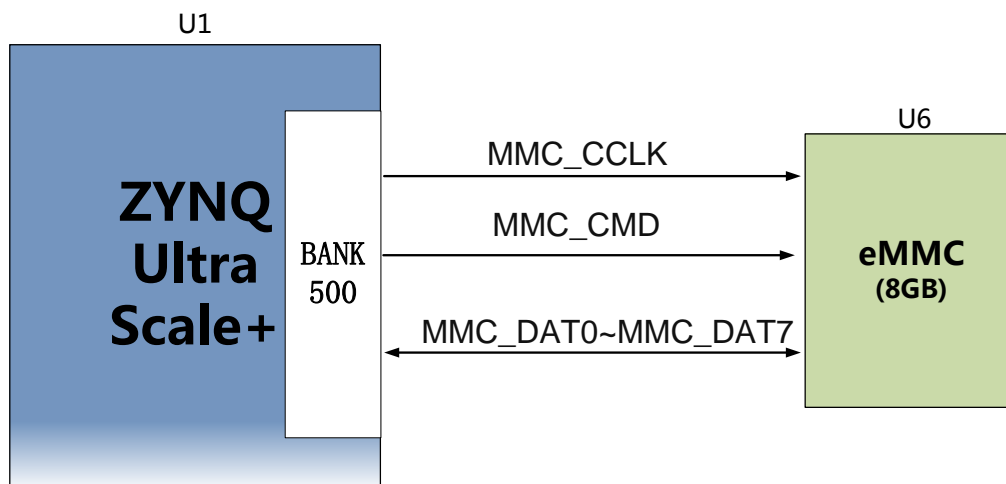 U1
U6
ZYNQ
Ultra
Scale+
BANK
500
MMC_CCLK
MMC_CMD
MMC_DAT0~MMC_DAT7
eMMC
(8GB)